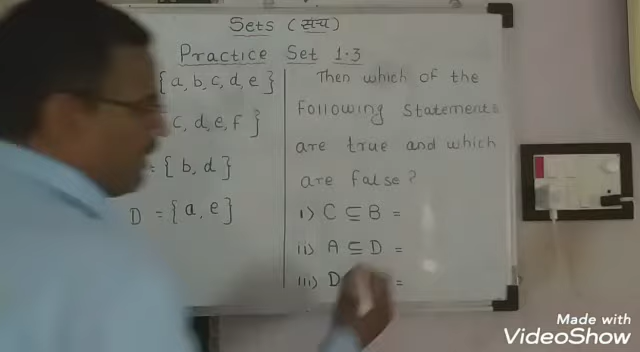 Sets (संच)
Practice Set 1.3
{a, b, c, d, e}
c, d, e, f }
= { b, d }
D = { a, e }
Then which of the
Following Statements
are true and which
are false?
i) C ⊆ B =
ii) A ⊆ D =
iii) D =
Made with
VideoShow